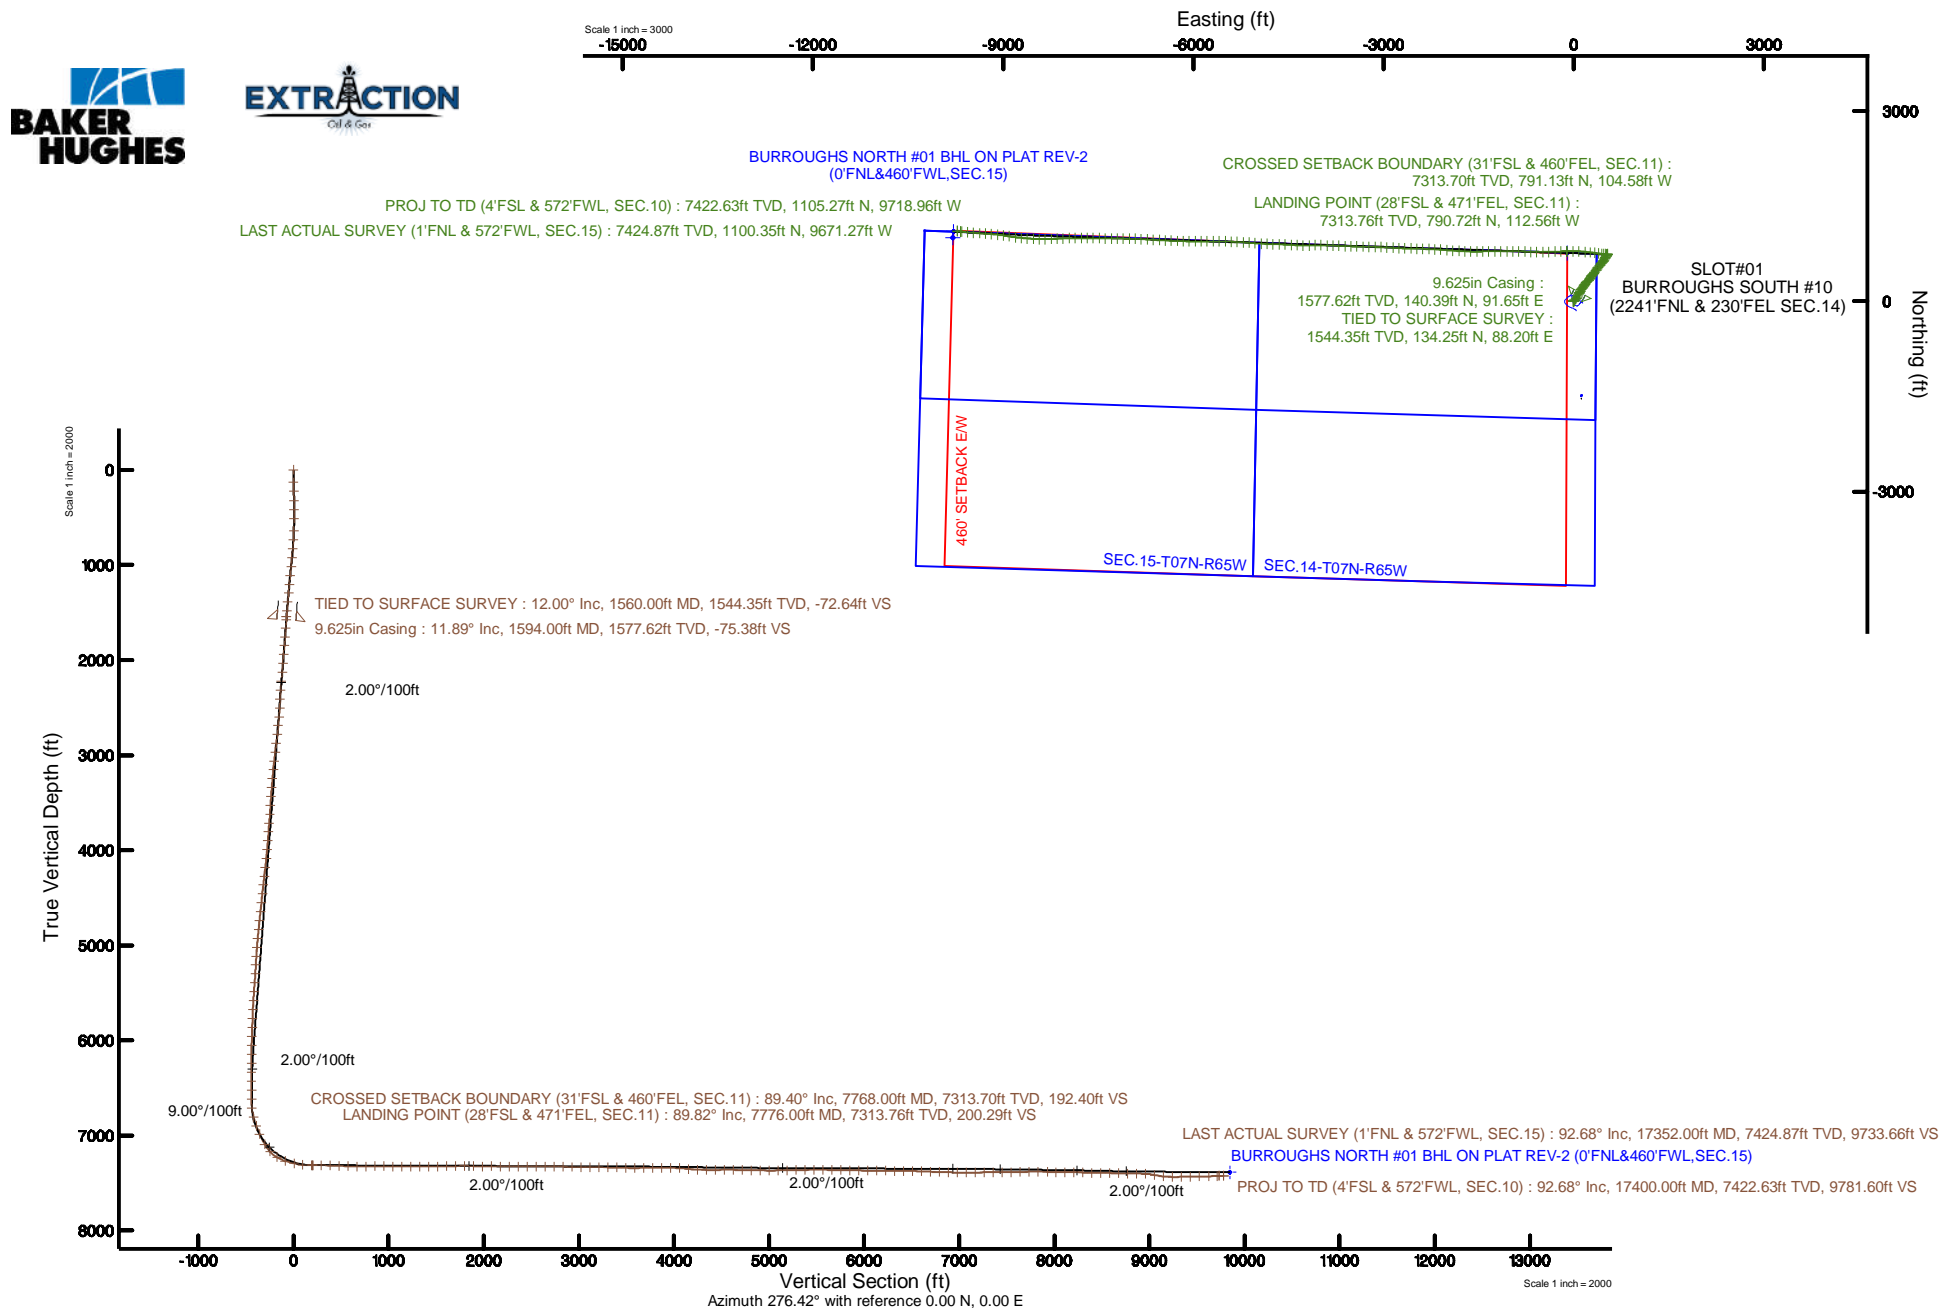 Easting (ft)
Scale 1 inch = 3000
-15000 -12000 -9000 -6000 -3000 0 3000
BAKER
HUGHES
EXTRACTION
Oil & Gas
3000
0
-3000
Northing (ft)
BURROUGHS NORTH #01 BHL ON PLAT REV-2
(0'FNL&460'FWL,SEC.15)
CROSSED SETBACK BOUNDARY (31'FSL & 460'FEL, SEC.11) :
7313.70ft TVD, 791.13ft N, 104.58ft W
PROJ TO TD (4'FSL & 572'FWL, SEC.10) : 7422.63ft TVD, 1105.27ft N, 9718.96ft W
LANDING POINT (28'FSL & 471'FEL, SEC.11) :
7313.76ft TVD, 790.72ft N, 112.56ft W
LAST ACTUAL SURVEY (1'FNL & 572'FWL, SEC.15) : 7424.87ft TVD, 1100.35ft N, 9671.27ft W
SLOT#01
BURROUGHS SOUTH #10
(2241'FNL & 230'FEL SEC.14)
9.625in Casing :
1577.62ft TVD, 140.39ft N, 91.65ft E
TIED TO SURFACE SURVEY :
1544.35ft TVD, 134.25ft N, 88.20ft E
460' SETBACK E/W
SEC.15-T07N-R65W
SEC.14-T07N-R65W
Scale 1 inch = 2000
True Vertical Depth (ft)
0
1000
2000
3000
4000
5000
6000
7000
8000
TIED TO SURFACE SURVEY : 12.00° Inc, 1560.00ft MD, 1544.35ft TVD, -72.64ft VS
9.625in Casing : 11.89° Inc, 1594.00ft MD, 1577.62ft TVD, -75.38ft VS
2.00°/100ft
2.00°/100ft
9.00°/100ft
CROSSED SETBACK BOUNDARY (31'FSL & 460'FEL, SEC.11) : 89.40° Inc, 7768.00ft MD, 7313.70ft TVD, 192.40ft VS
LANDING POINT (28'FSL & 471'FEL, SEC.11) : 89.82° Inc, 7776.00ft MD, 7313.76ft TVD, 200.29ft VS
LAST ACTUAL SURVEY (1'FNL & 572'FWL, SEC.15) : 92.68° Inc, 17352.00ft MD, 7424.87ft TVD, 9733.66ft VS
BURROUGHS NORTH #01 BHL ON PLAT REV-2 (0'FNL&460'FWL,SEC.15)
2.00°/100ft
2.00°/100ft
2.00°/100ft
PROJ TO TD (4'FSL & 572'FWL, SEC.10) : 92.68° Inc, 17400.00ft MD, 7422.63ft TVD, 9781.60ft VS
-1000 0 1000 2000 3000 4000 5000 6000 7000 8000 9000 10000 11000 12000 13000
Vertical Section (ft)
Scale 1 inch = 2000
Azimuth 276.42° with reference 0.00 N, 0.00 E